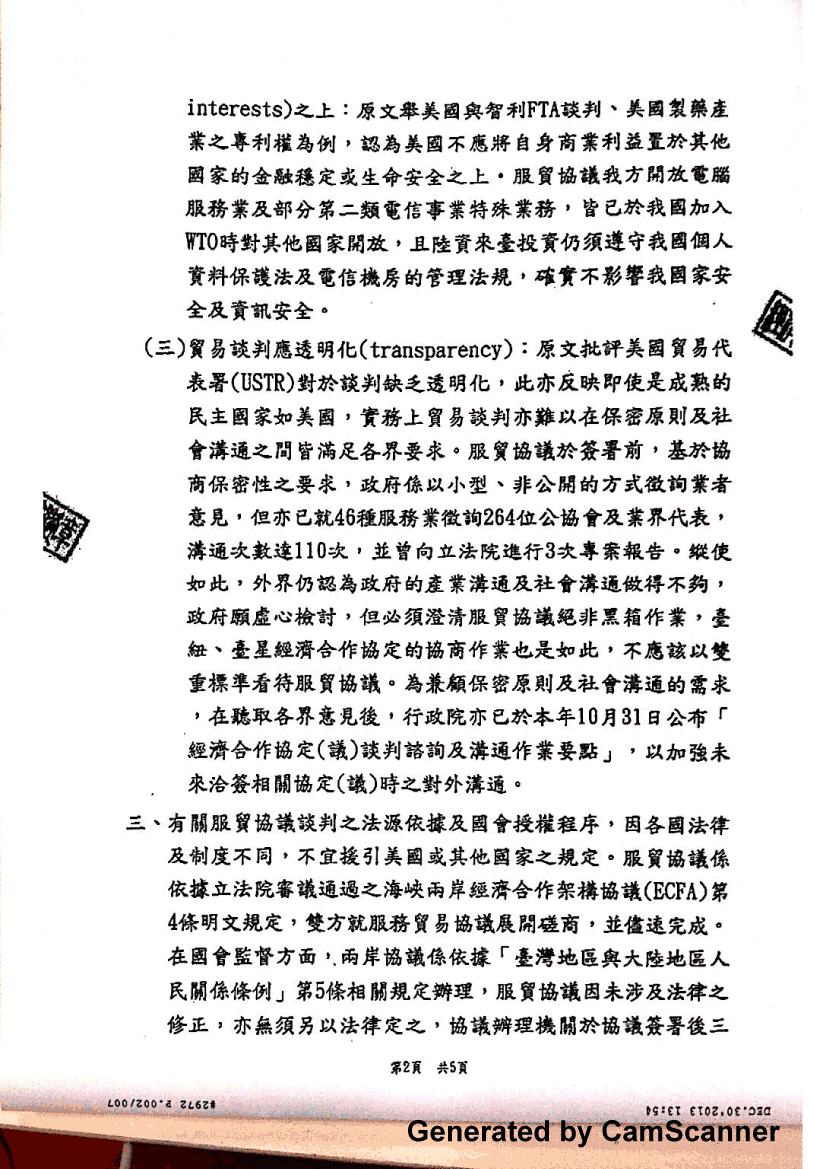 interests)之上：原文舉美國與智利FTA談判、美國製藥產
業之專利權為例，認為美國不應將自身商業利益置於其他
國家的金融穩定或生命安全之上。服貿協議我方開放電腦
服務業及部分第二類電信事業特殊業務，皆已於我國加入
WTO時對其他國家開放，且陸資來臺投資仍須遵守我國個人
資料保護法及電信機房的管理法規，確實不影響我國家安
全及資訊安全。
(三)貿易談判應透明化(transparency)：原文批評美國貿易代
表署(USTR)對於談判缺乏透明化，此亦反映即使是成熟的
民主國家如美國，實務上貿易談判亦難以在保密原則及社
會溝通之間皆滿足各界要求。服貿協議於簽署前，基於協
商保密性之要求，政府係以小型、非公開的方式徵詢業者
意見，但亦已就46種服務業徵詢264位公協會及業界代表，
溝通次數達110次，並曾向立法院進行3次專案報告。縱使
如此，外界仍認為政府的產業溝通及社會溝通做得不夠，
政府願虛心檢討，但必須澄清服貿協議絕非黑箱作業，臺
紐、臺星經濟合作協定的協商作業也是如此，不應該以雙
重標準看待服貿協議。為兼顧保密原則及社會溝通的需求
，在聽取各界意見後，行政院亦已於本年10月31日公布「
經濟合作協定(議)談判諮詢及溝通作業要點」，以加強未
來洽簽相關協定(議)時之對外溝通。
三、有關服貿協議談判之法源依據及國會授權程序，因各國法律
及制度不同，不宜援引美國或其他國家之規定。服貿協議係
依據立法院審議通過之海峽兩岸經濟合作架構協議(ECFA)第
4條明文規定，雙方就服務貿易協議展開磋商，並儘速完成。
在國會監督方面，兩岸協議係依據「臺灣地區與大陸地區人
民關係條例」第5條相關規定辦理，服貿協議因未涉及法律之
修正，亦無須另以法律定之，協議辦理機關於協議簽署後三
第2頁 共5頁
DEC.30'2013 13:54
#2972 P.002/007
Generated by CamScanner